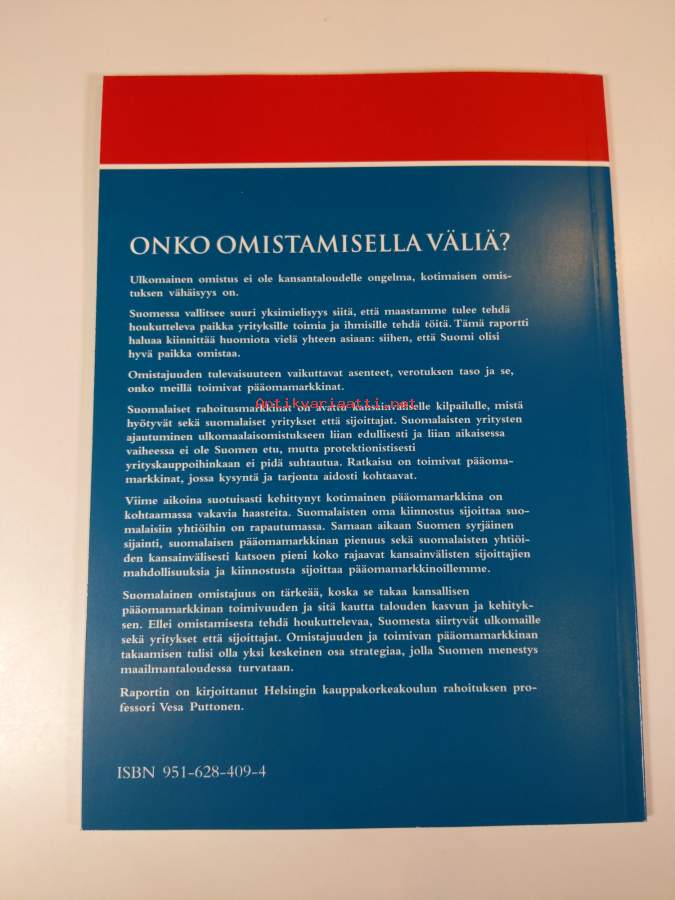 ONKO OMISTAMISELLA VÄLIÄ?
Ulkomainen omistus ei ole kansantaloudelle ongelma, kotimaisen omis-
tuksen vähäisyys on.
Suomessa vallitsee suuri yksimielisyys siitä, että maastamme tulee tehdä
houkutteleva paikka yrityksille toimia ja ihmisille tehdä töitä. Tämä raportti
haluaa kiinnittää huomiota vielä yhteen asiaan: siihen, että Suomi olisi
hyvä paikka omistaa.
Omistajuuden tulevaisuuteen vaikuttavat asenteet, verotuksen taso ja se,
onko meillä toimivat pääomamarkkinat.
Antikvariaatti.net
Suomalaiset rahoitusmarkkinat on avattu kansainväliselle kilpailulle, mistä
hyötyvät sekä suomalaiset yritykset että sijoittajat. Suomalaisten yritysten
ajautuminen ulkomaalaisomistukseen liian edullisesti ja liian aikaisessa
vaiheessa ei ole Suomen etu, mutta protektionistisesti
yrityskauppoihinkaan ei pidä suhtautua. Ratkaisu on toimivat pääoma-
markkinat, jossa kysyntä ja tarjonta aidosti kohtaavat.
Viime aikoina suotuisasti kehittynyt kotimainen pääomamarkkina on
kohtaamassa vakavia haasteita. Suomalaisten oma kiinnostus sijoittaa suo-
malaisiin yhtiöihin on rapautumassa. Samaan aikaan Suomen syrjäinen
sijainti, suomalaisen pääomamarkkinan pienuus sekä suomalaisten yhtiöi-
den kansainvälisesti katsoen pieni koko rajaavat kansainvälisten sijoittajien
mahdollisuuksia ja kiinnostusta sijoittaa pääomamarkkinoillemme.
Suomalainen omistajuus on tärkeää, koska se takaa kansallisen
pääomamarkkinan toimivuuden ja sitä kautta talouden kasvun ja kehityk-
sen. Ellei omistamisesta tehdä houkuttelevaa, Suomesta siirtyvät ulkomaille
sekä yritykset että sijoittajat. Omistajuuden ja toimivan pääomamarkkinan
takaamisen tulisi olla yksi keskeinen osa strategiaa, jolla Suomen menestys
maailmantaloudessa turvataan.
Raportin on kirjoittanut Helsingin kauppakorkeakoulun rahoituksen pro-
fessori Vesa Puttonen.
ISBN 951-628-409-4